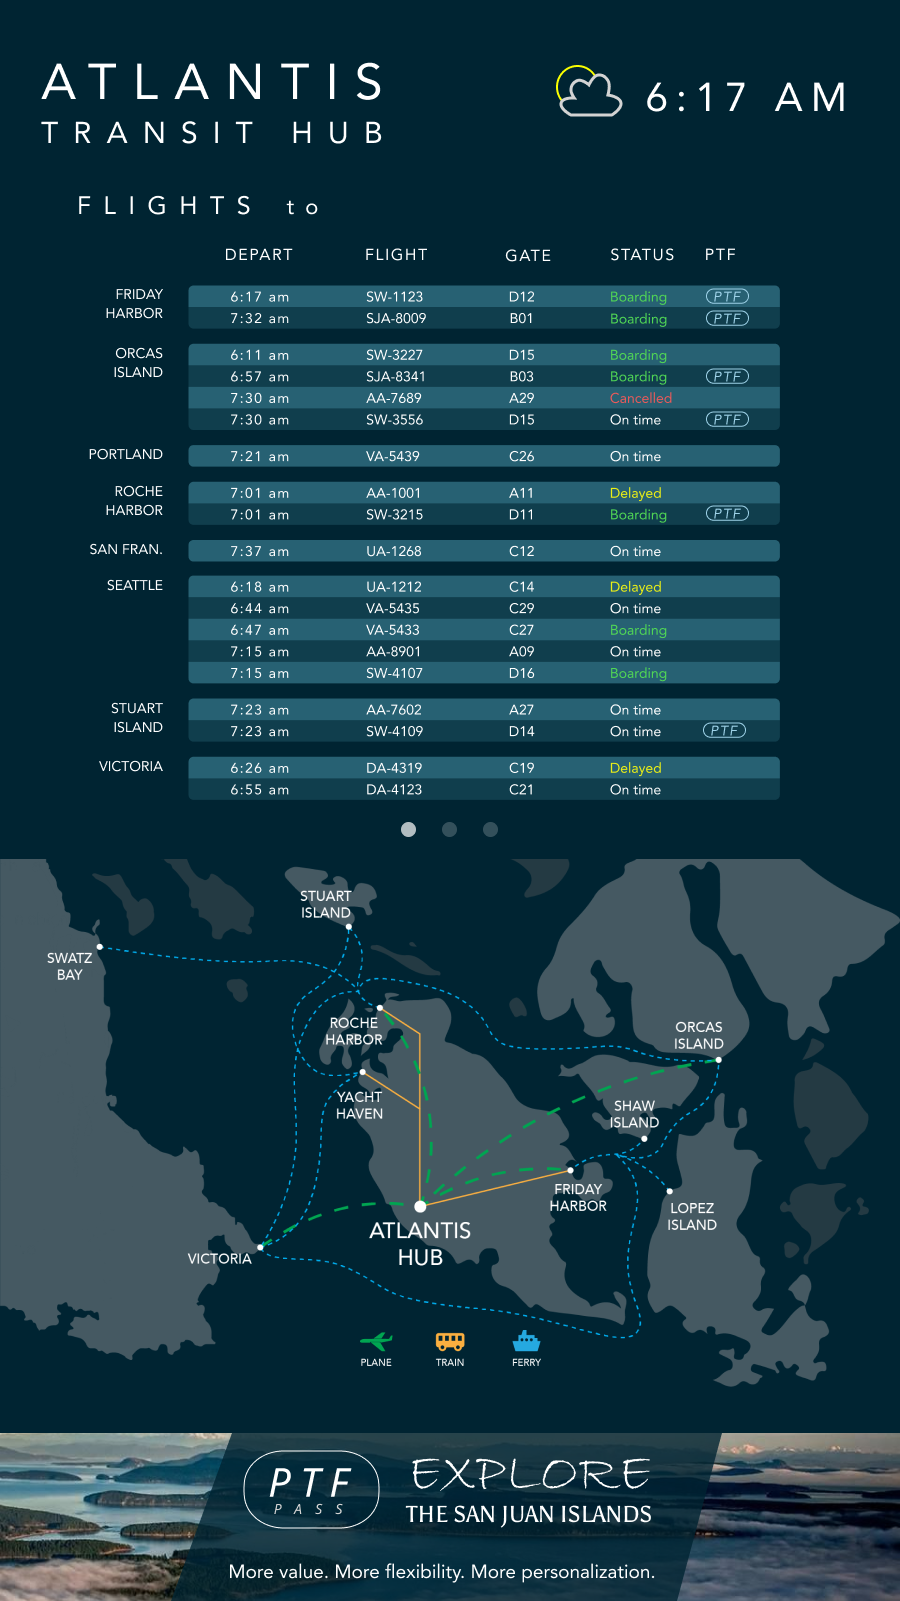 ATLANTIS
TRANSIT HUB
6:17 AM
FLIGHTS to
DEPART FLIGHT GATE STATUS PTF
FRIDAY
HARBOR
6:17 am SW-1123 D12 Boarding PTF
7:32 am SJA-8009 B01 Boarding PTF
ORCAS
ISLAND
6:11 am SW-3227 D15 Boarding
6:57 am SJA-8341 B03 Boarding PTF
7:30 am AA-7689 A29 Cancelled
7:30 am SW-3556 D15 On time PTF
PORTLAND 7:21 am VA-5439 C26 On time
ROCHE
HARBOR
7:01 am AA-1001 A11 Delayed
7:01 am SW-3215 D11 Boarding PTF
SAN FRAN. 7:37 am UA-1268 C12 On time
SEATTLE 6:18 am UA-1212 C14 Delayed
6:44 am VA-5435 C29 On time
6:47 am VA-5433 C27 Boarding
7:15 am AA-8901 A09 On time
7:15 am SW-4107 D16 Boarding
STUART
ISLAND
7:23 am AA-7602 A27 On time
7:23 am SW-4109 D14 On time PTF
VICTORIA 6:26 am DA-4319 C19 Delayed
6:55 am DA-4123 C21 On time
STUART
ISLAND
SWATZ
BAY
ROCHE
HARBOR
ORCAS
ISLAND
YACHT
HAVEN
SHAW
ISLAND
FRIDAY
HARBOR
LOPEZ
ISLAND
ATLANTIS
HUB
VICTORIA
PLANE TRAIN FERRY
PTF
PASS
EXPLORE
THE SAN JUAN ISLANDS
More value. More flexibility. More personalization.